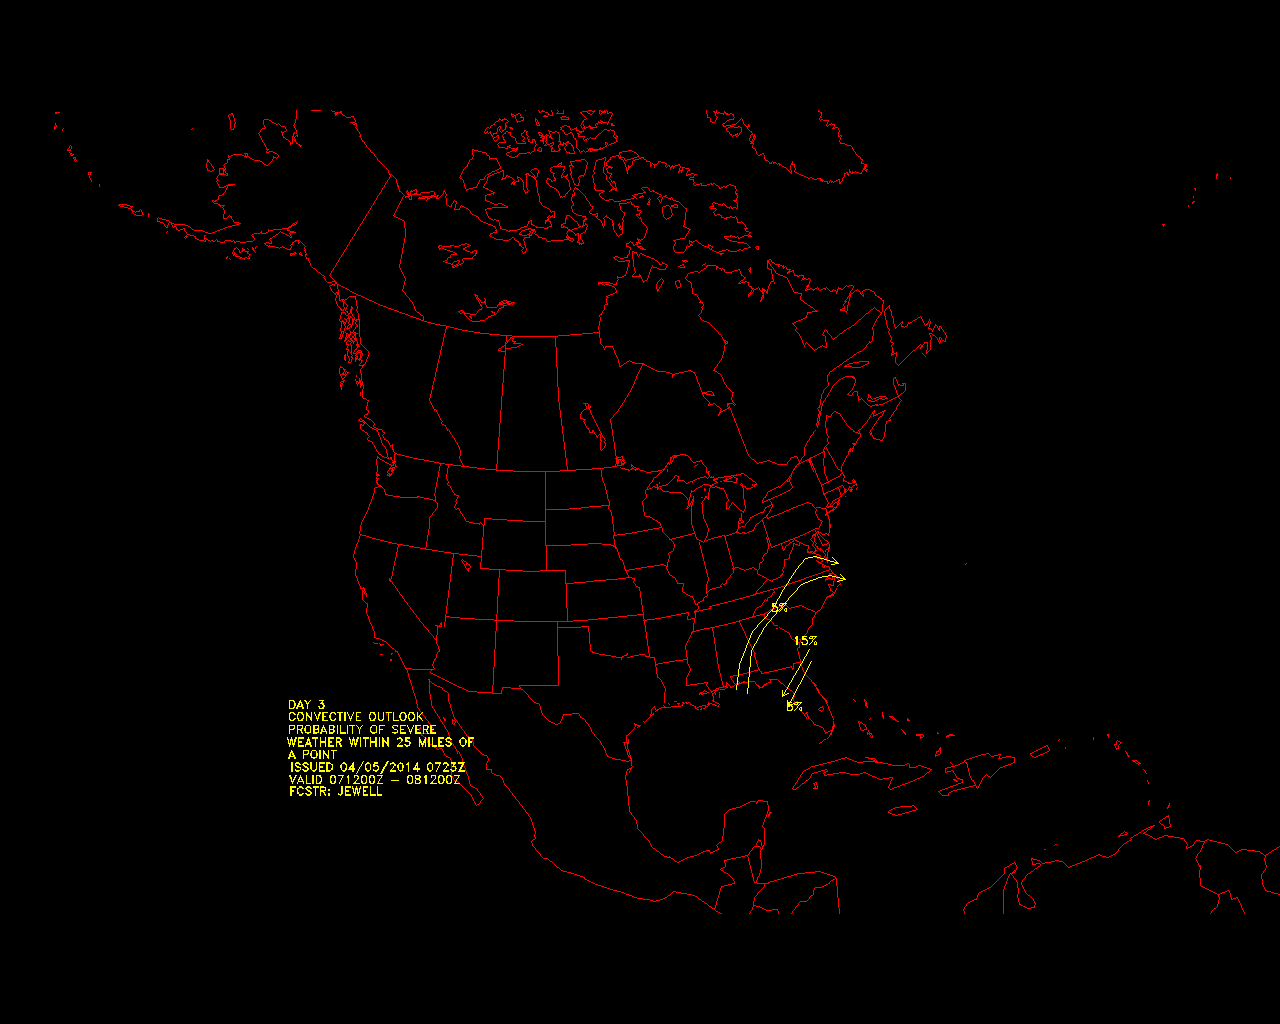 5%
15%
5%
DAY 3
CONVECTIVE OUTLOOK
PROBABILITY OF SEVERE
WEATHER WITHIN 25 MILES OF
A POINT
ISSUED 04/05/2014 0723Z
VALID 071200Z - 081200Z
FCSTR: JEWELL